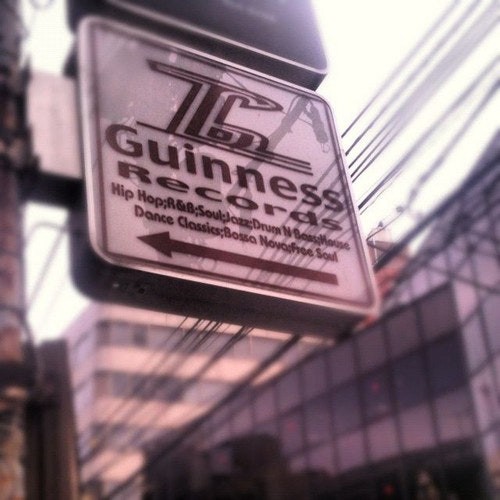 Guinness
Records
Hip Hop;R&B;Soul;Jazz;Drum'N Bass;House
Dance Classics;Bossa Nova;Free Soul